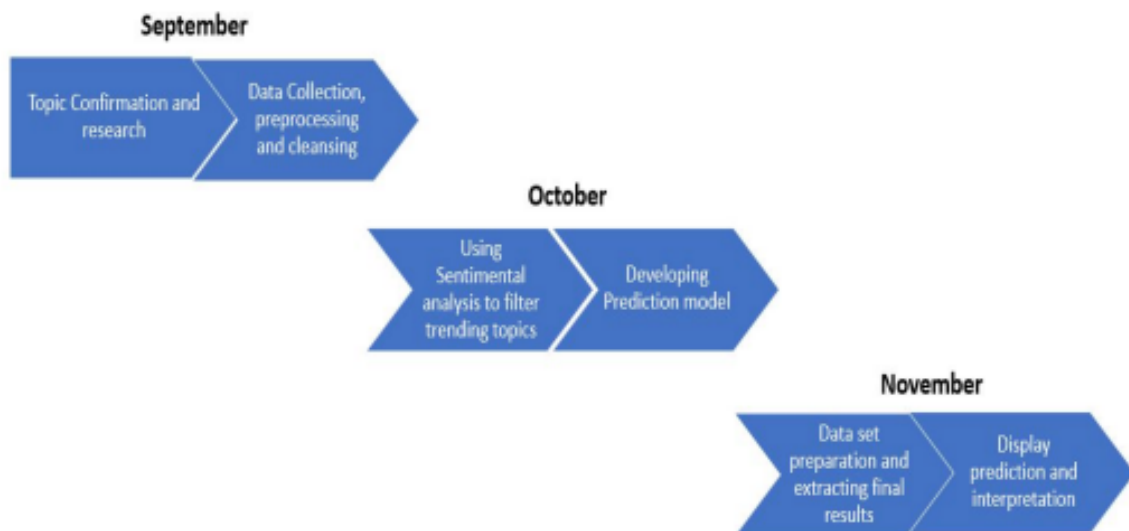 September
Topic Confirmation and
research
Data Collection,
preprocessing
and cleansing
October
Using
Sentimental
analysis to filter
trending topics
Developing
Prediction model
November
Data set
preparation and
extracting final
results
Display
prediction and
interpretation